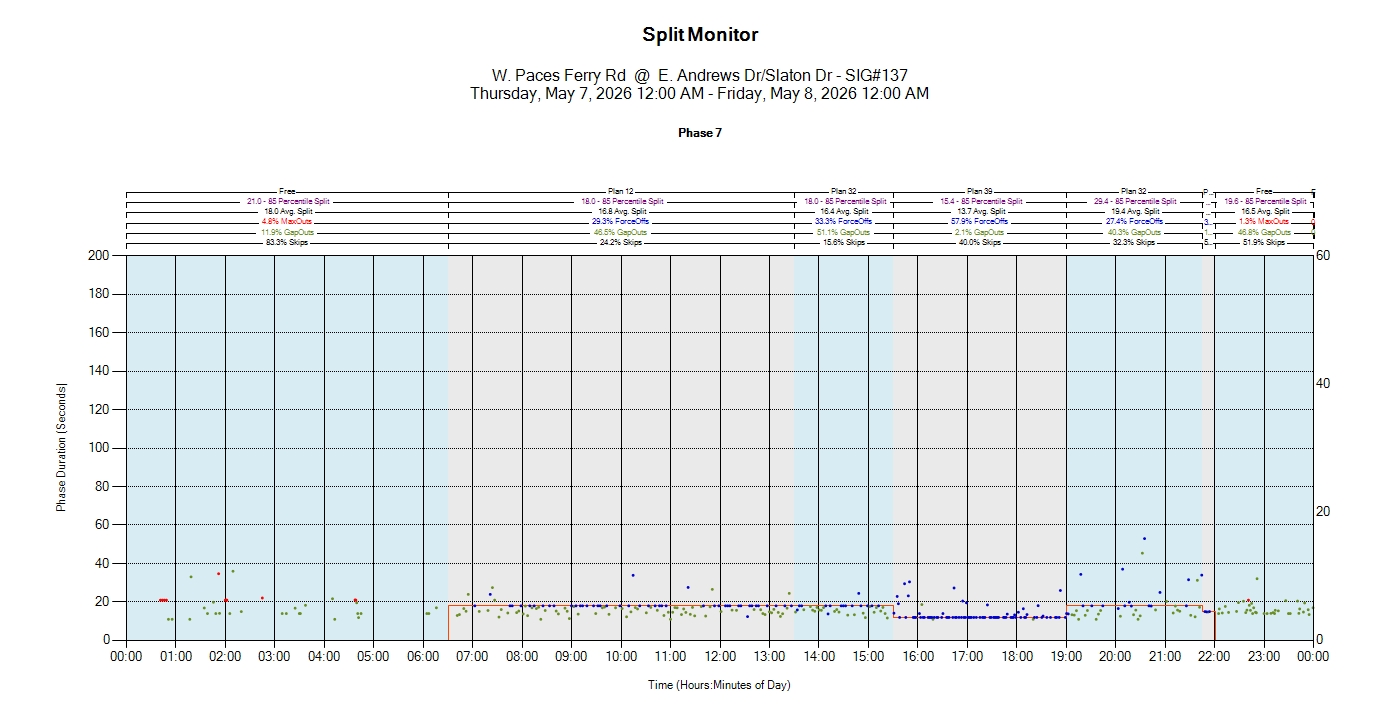 Split Monitor
W. Paces Ferry Rd @ E. Andrews Dr/Slaton Dr - SIG#137
Thursday, May 7, 2026 12:00 AM - Friday, May 8, 2026 12:00 AM
Phase 7
Free Plan 12 Plan 32 Plan 39 Plan 32 P... Free F
21.0 - 85 Percentile Split 18.0 - 85 Percentile Split 18.0 - 85 Percentile Split 15.4 - 85 Percentile Split 29.4 - 85 Percentile Split ... 19.6 - 85 Percentile Split
18.0 Avg. Split 16.8 Avg. Split 16.4 Avg. Split 13.7 Avg. Split 19.4 Avg. Split ... 16.5 Avg. Split
4.8% MaxOuts 29.3% ForceOffs 33.3% ForceOffs 57.9% ForceOffs 27.4% ForceOffs 3... 1.3% MaxOuts
11.9% GapOuts 46.5% GapOuts 51.1% GapOuts 2.1% GapOuts 40.3% GapOuts 1... 46.8% GapOuts
83.3% Skips 24.2% Skips 15.6% Skips 40.0% Skips 32.3% Skips 5... 51.9% Skips
200 60
180
160
140 40
120
100
80
60 20
40
20
0 0
Phase Duration (Seconds)
00:00 01:00 02:00 03:00 04:00 05:00 06:00 07:00 08:00 09:00 10:00 11:00 12:00 13:00 14:00 15:00 16:00 17:00 18:00 19:00 20:00 21:00 22:00 23:00 00:00
Time (Hours:Minutes of Day)